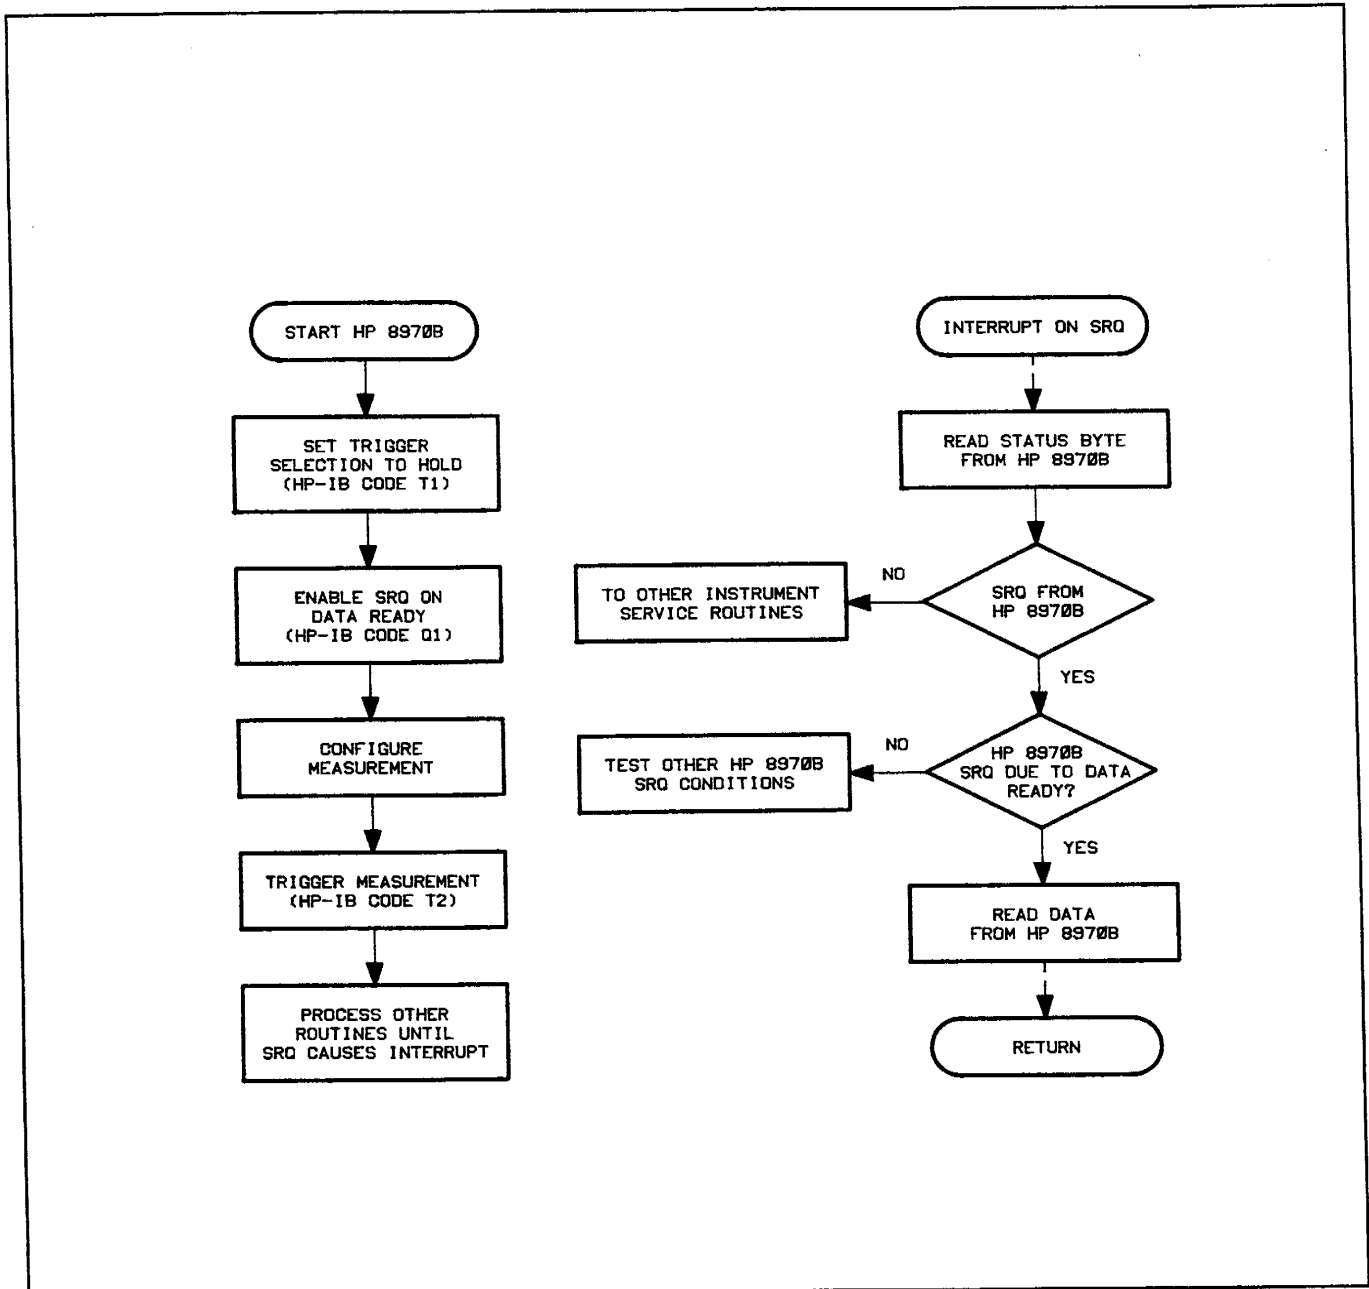 START HP 8970B
SET TRIGGER
SELECTION TO HOLD
(HP-IB CODE T1)
ENABLE SRQ ON
DATA READY
(HP-IB CODE Q1)
CONFIGURE
MEASUREMENT
TRIGGER MEASUREMENT
(HP-IB CODE T2)
PROCESS OTHER
ROUTINES UNTIL
SRQ CAUSES INTERRUPT
INTERRUPT ON SRQ
READ STATUS BYTE
FROM HP 8970B
SRQ FROM
HP 8970B
NO
TO OTHER INSTRUMENT
SERVICE ROUTINES
YES
HP 8970B
SRQ DUE TO DATA
READY?
NO
TEST OTHER HP 8970B
SRQ CONDITIONS
YES
READ DATA
FROM HP 8970B
RETURN